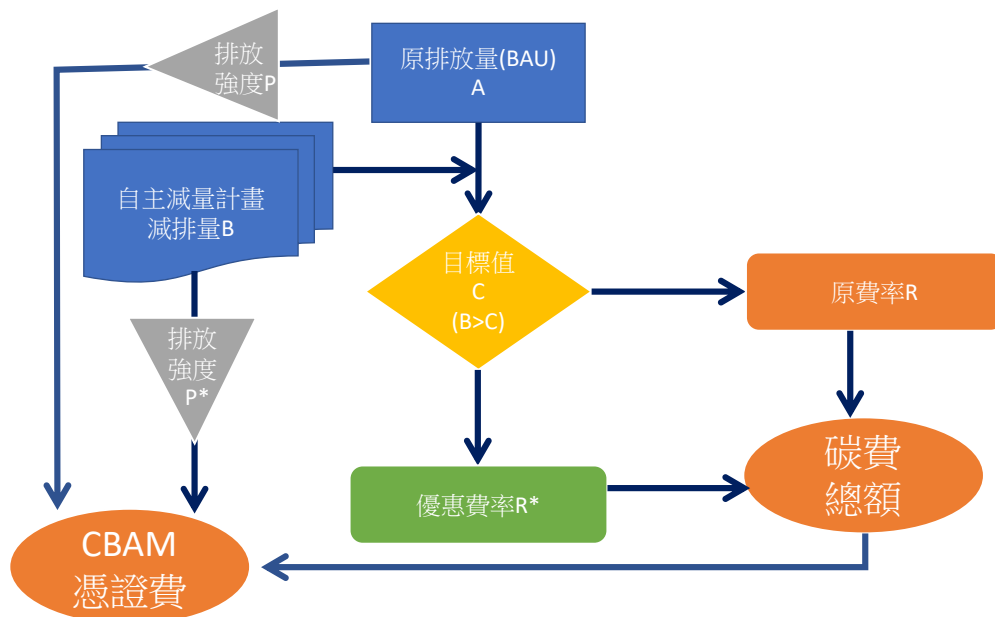 排放
強度P
原排放量(BAU)
A
自主減量計畫
減排量B
目標值
C
(B>C)
原費率R
排放
強度
P*
碳費
總額
優惠費率R*
CBAM
憑證費